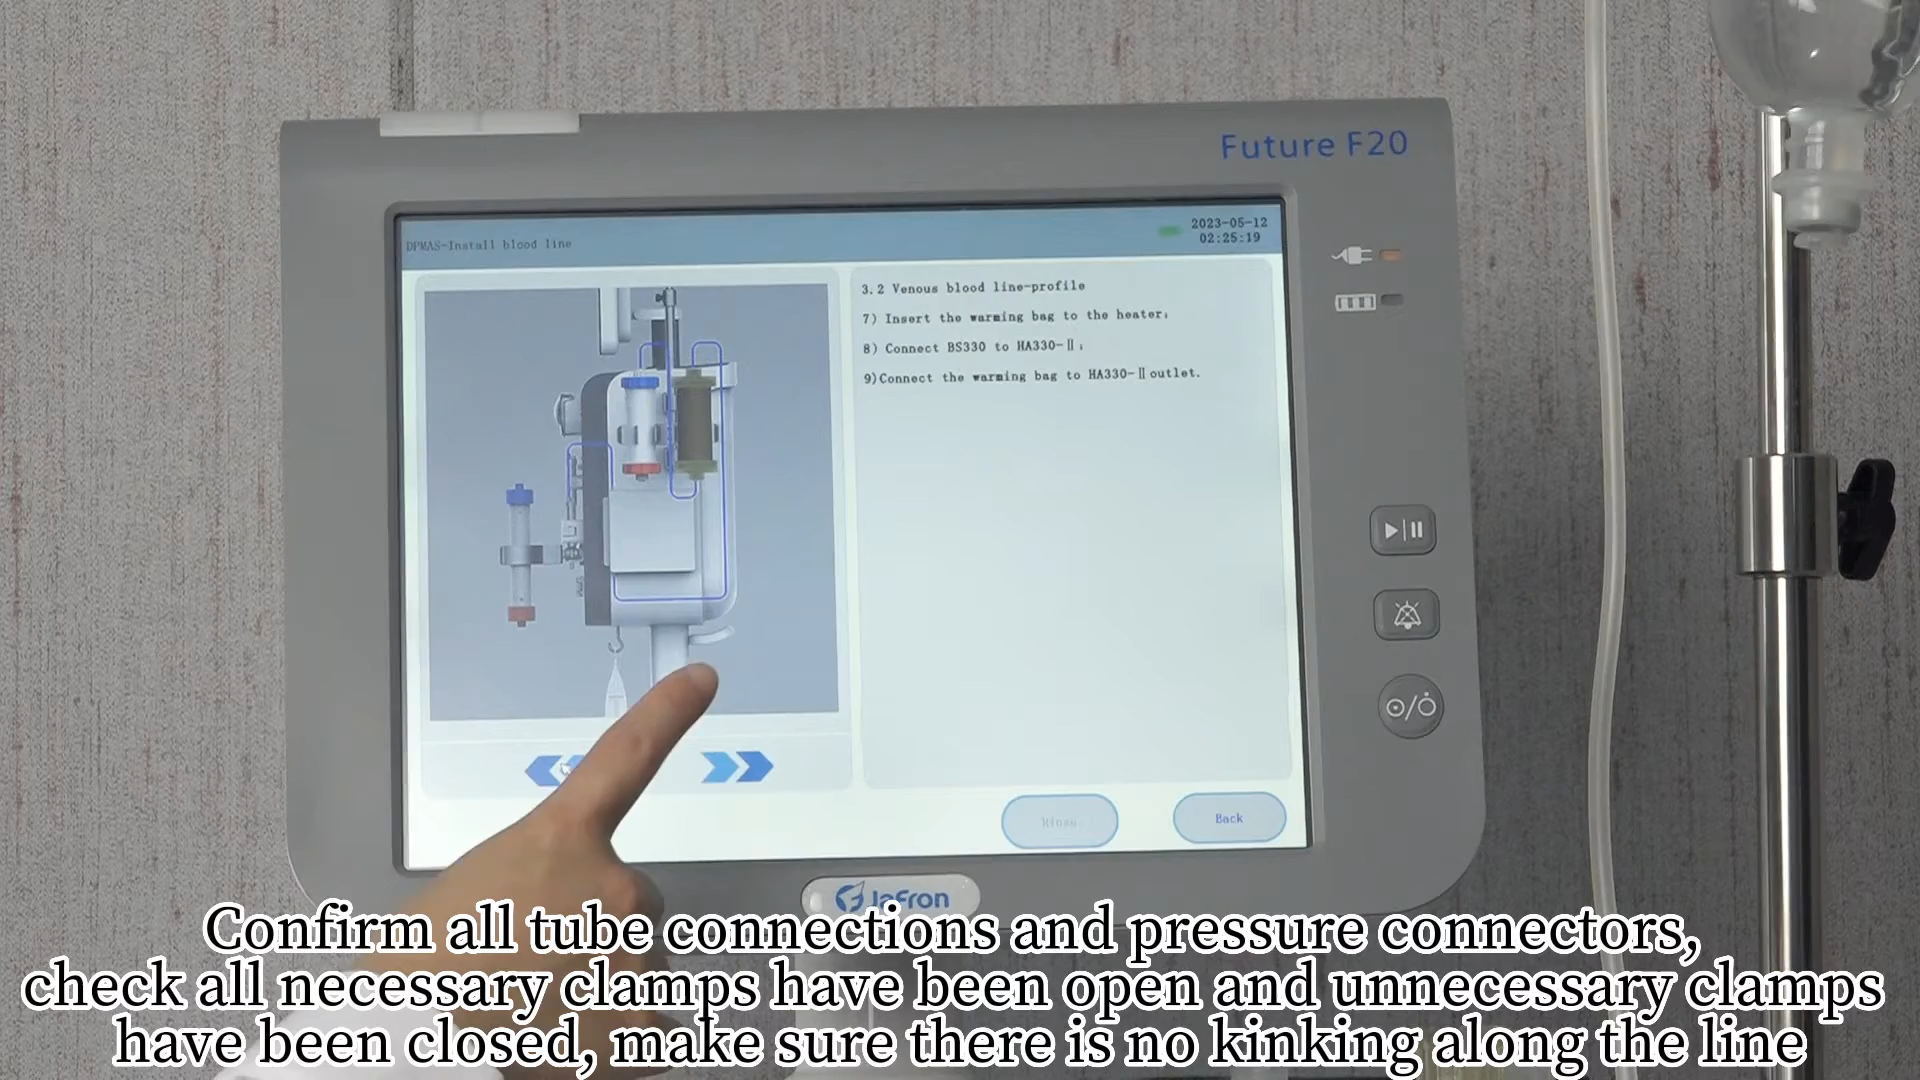 Future F20
DPMAS-Install blood line
2023-05-12
02:25:19
3.2 Venous blood line-profile
7) Insert the warming bag to the heater;
8) Connect BS330 to HA330-Ⅱ;
9)Connect the warming bag to HA330-Ⅱoutlet.
Back
Jafron
Confirm all tube connections and pressure connectors,
check all necessary clamps have been open and unnecessary clamps
have been closed, make sure there is no kinking along the line